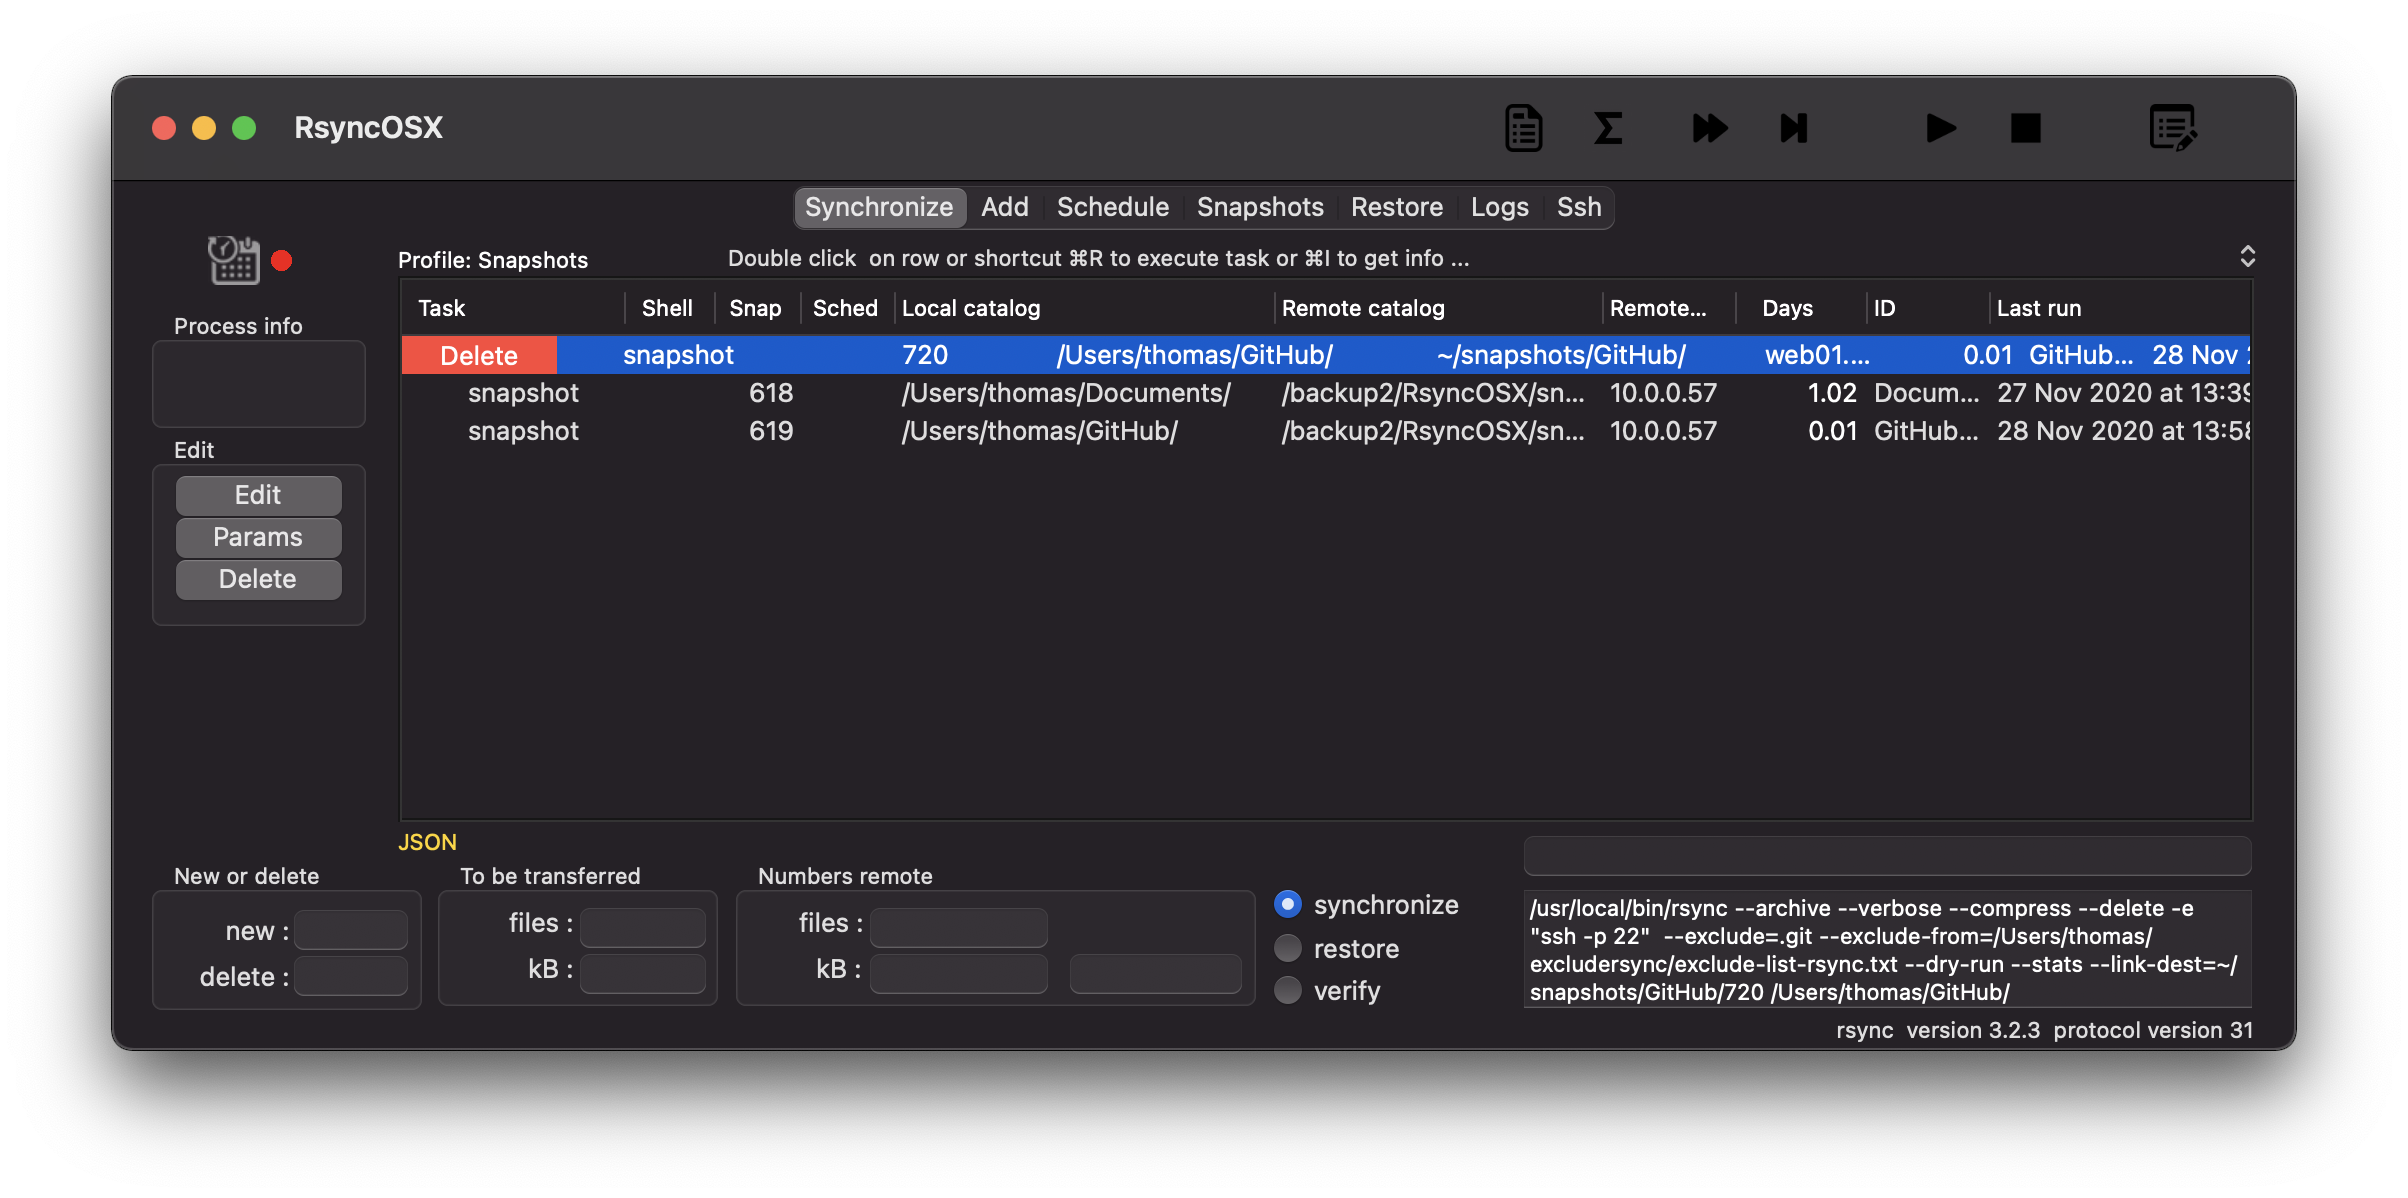 RsyncOSX
Synchronize Add Schedule Snapshots Restore Logs Ssh
Profile: Snapshots Double click on row or shortcut ⌘R to execute task or ⌘I to get info ...
Task Shell Snap Sched Local catalog Remote catalog Remote... Days ID Last run
Delete snapshot 720 /Users/thomas/GitHub/ ~/snapshots/GitHub/ web01.... 0.01 GitHub... 28 Nov
snapshot 618 /Users/thomas/Documents/ /backup2/RsyncOSX/sn... 10.0.0.57 1.02 Docum... 27 Nov 2020 at 13:39
snapshot 619 /Users/thomas/GitHub/ /backup2/RsyncOSX/sn... 10.0.0.57 0.01 GitHub... 28 Nov 2020 at 13:58
Process info
Edit
Edit
Params
Delete
JSON
New or delete
new :
delete :
To be transferred
files :
kB :
Numbers remote
files :
kB :
synchronize
restore
verify
/usr/local/bin/rsync --archive --verbose --compress --delete -e
"ssh -p 22" --exclude=.git --exclude-from=/Users/thomas/
excludersync/exclude-list-rsync.txt --dry-run --stats --link-dest=~/
snapshots/GitHub/720 /Users/thomas/GitHub/
rsync version 3.2.3 protocol version 31